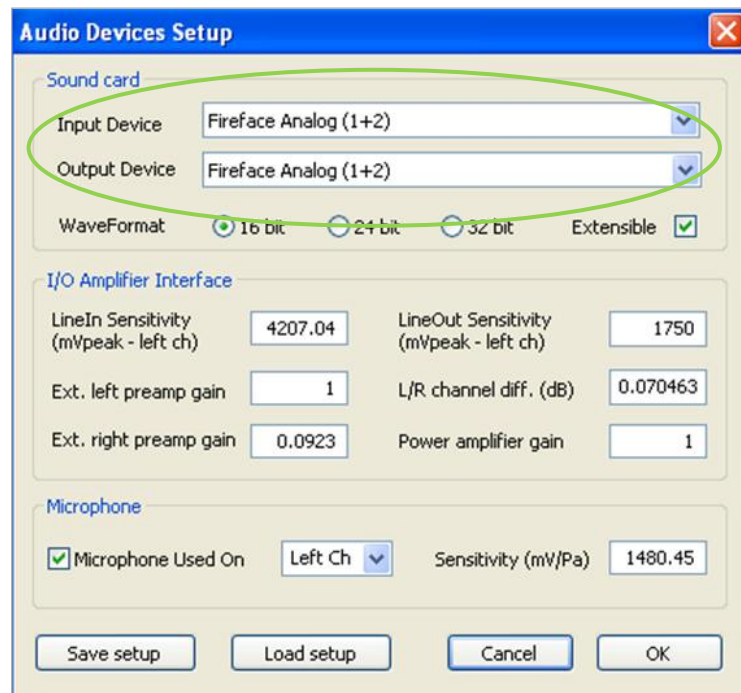 Audio Devices Setup
Sound card
Input Device Fireface Analog (1+2)
Output Device Fireface Analog (1+2)
WaveFormat 16 bit 24 bit 32 bit Extensible
I/O Amplifier Interface
LineIn Sensitivity
(mVpeak - left ch) 4207.04
LineOut Sensitivity
(mVpeak - left ch) 1750
Ext. left preamp gain 1
L/R channel diff. (dB) 0.070463
Ext. right preamp gain 0.0923
Power amplifier gain 1
Microphone
Microphone Used On Left Ch Sensitivity (mV/Pa) 1480.45
Save setup Load setup Cancel OK